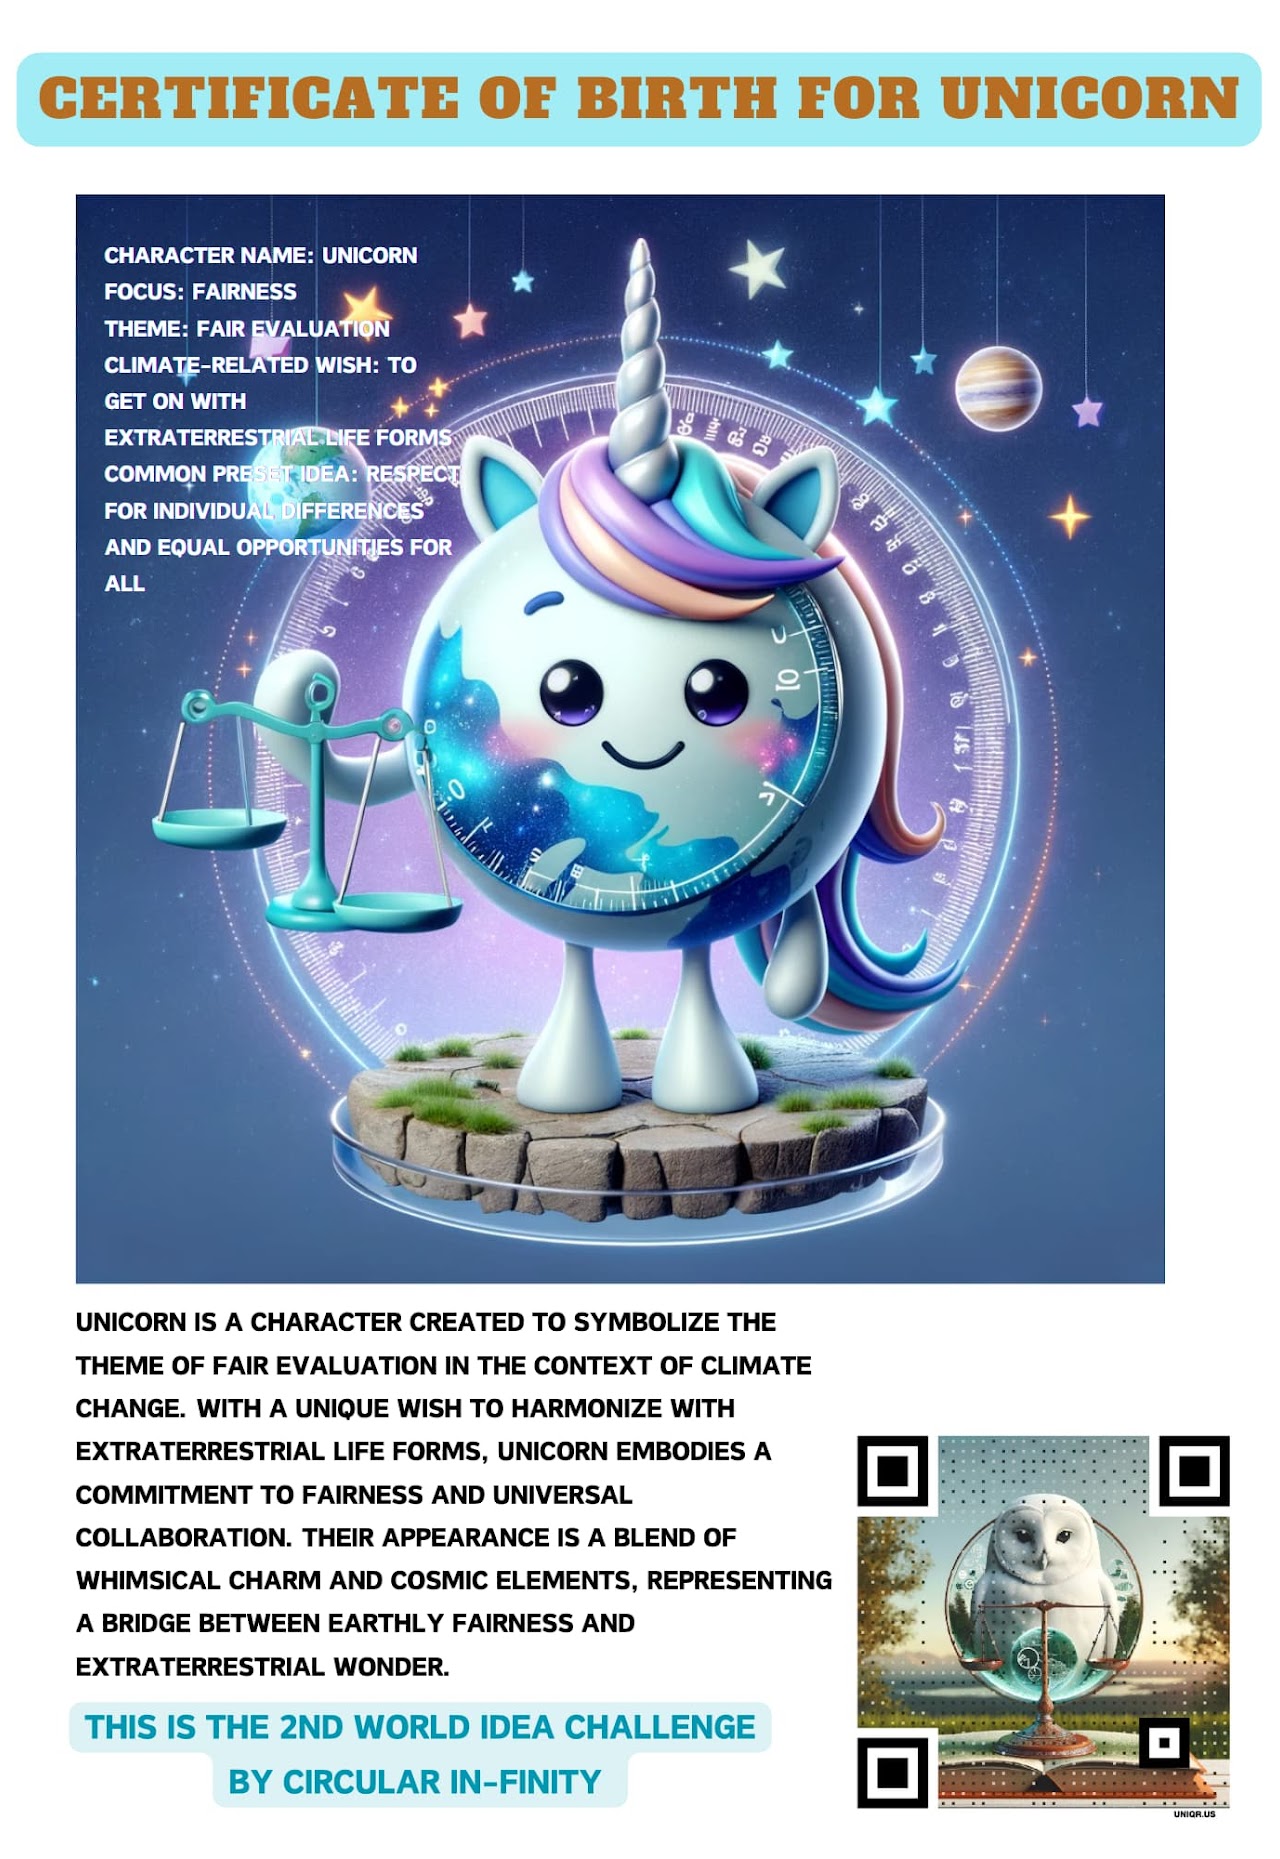 CERTIFICATE OF BIRTH FOR UNICORN
CHARACTER NAME: UNICORN
FOCUS: FAIRNESS
THEME: FAIR EVALUATION
CLIMATE-RELATED WISH: TO
GET ON WITH
EXTRATERRESTRIAL LIFE FORMS
COMMON PRESET IDEA: RESPECT
FOR INDIVIDUAL DIFFERENCES
AND EQUAL OPPORTUNITIES FOR
ALL
UNICORN IS A CHARACTER CREATED TO SYMBOLIZE THE
THEME OF FAIR EVALUATION IN THE CONTEXT OF CLIMATE
CHANGE. WITH A UNIQUE WISH TO HARMONIZE WITH
EXTRATERRESTRIAL LIFE FORMS, UNICORN EMBODIES A
COMMITMENT TO FAIRNESS AND UNIVERSAL
COLLABORATION. THEIR APPEARANCE IS A BLEND OF
WHIMSICAL CHARM AND COSMIC ELEMENTS, REPRESENTING
A BRIDGE BETWEEN EARTHLY FAIRNESS AND
EXTRATERRESTRIAL WONDER.
THIS IS THE 2ND WORLD IDEA CHALLENGE
BY CIRCULAR IN-FINITY
UNIQR.US